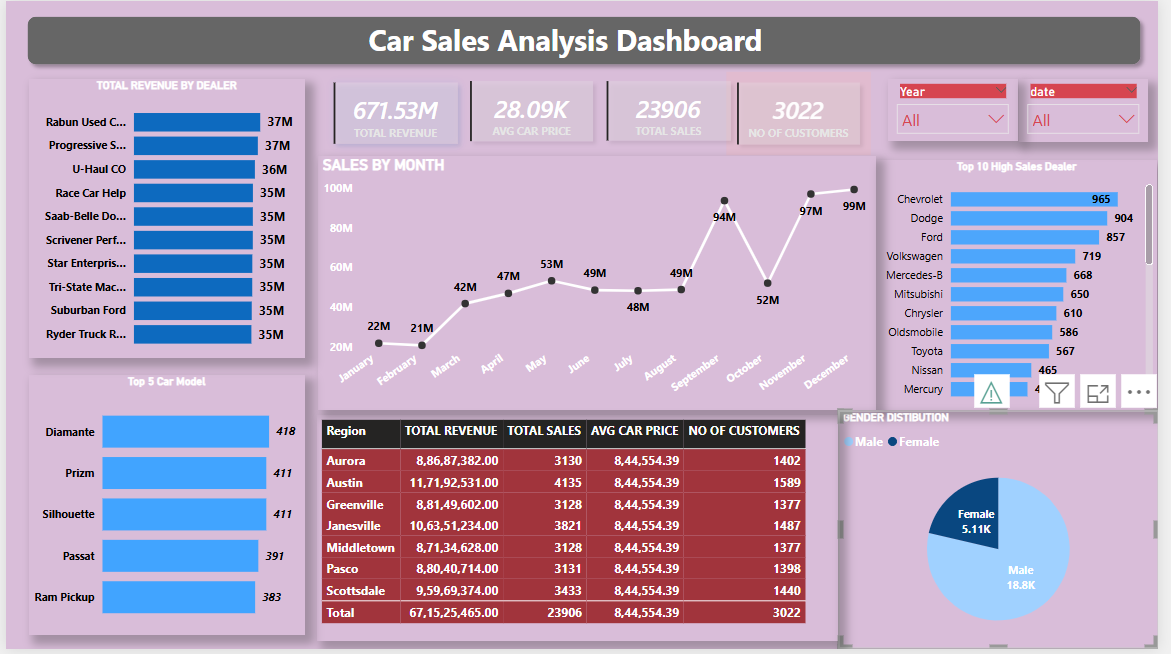 Car Sales Analysis Dashboard
TOTAL REVENUE BY DEALER
Rabun Used C... 37M
Progressive S... 37M
U-Haul CO 36M
Race Car Help 35M
Saab-Belle Do... 35M
Scrivener Perf... 35M
Star Enterpris... 35M
Tri-State Mac... 35M
Suburban Ford 35M
Ryder Truck R... 35M
671.53M
TOTAL REVENUE
28.09K
AVG CAR PRICE
23906
TOTAL SALES
3022
NO OF CUSTOMERS
Year
All
date
All
SALES BY MONTH
100M
80M
60M
40M
20M
22M 21M 42M 47M 53M 49M 48M 49M 94M 52M 97M 99M
January February March April May June July August September October November December
Top 10 High Sales Dealer
Chevrolet 965
Dodge 904
Ford 857
Volkswagen 719
Mercedes-B 668
Mitsubishi 650
Chrysler 610
Oldsmobile 586
Toyota 567
Nissan 465
Mercury
Top 5 Car Model
Diamante 418
Prizm 411
Silhouette 411
Passat 391
Ram Pickup 383
Region TOTAL REVENUE TOTAL SALES AVG CAR PRICE NO OF CUSTOMERS
Aurora 8,86,87,382.00 3130 8,44,554.39 1402
Austin 11,71,92,531.00 4135 8,44,554.39 1589
Greenville 8,81,49,602.00 3128 8,44,554.39 1377
Janesville 10,63,51,234.00 3821 8,44,554.39 1487
Middletown 8,71,34,628.00 3128 8,44,554.39 1377
Pasco 8,80,40,714.00 3131 8,44,554.39 1398
Scottsdale 9,59,69,374.00 3433 8,44,554.39 1440
Total 67,15,25,465.00 23906 8,44,554.39 3022
GENDER DISTIBUTION
Male Female
Female
5.11K
Male
18.8K